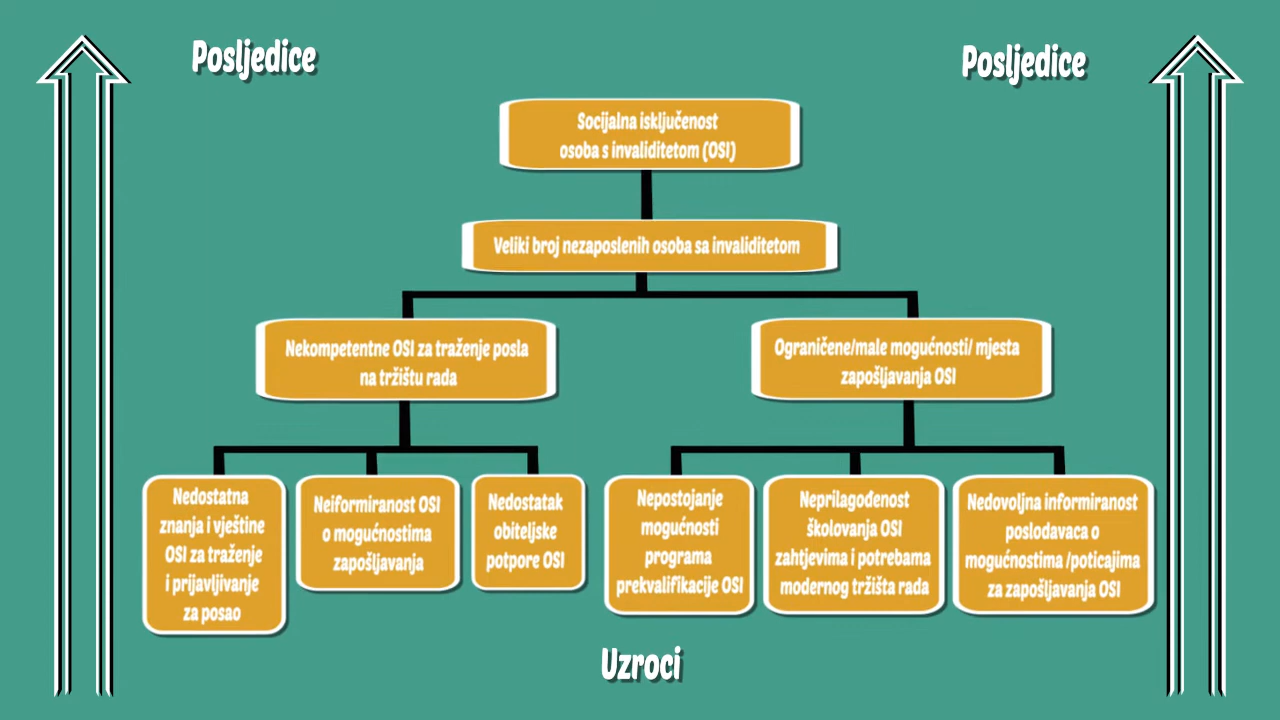 Posljedice
Posljedice
Socijalna isključenost
osoba s invaliditetom (OSI)
Veliki broj nezaposlenih osoba sa invaliditetom
Nekompetentne OSI za traženje posla
na tržištu rada
Ograničene/male mogućnosti/ mjesta
zapošljavanja OSI
Nedostatna
znanja i vještine
OSI za traženje
i prijavljivanje
za posao
Neiformiranost OSI
o mogućnostima
zapošljavanja
Nedostatak
obiteljske
potpore OSI
Nepostojanje
mogućnosti
programa
prekvalifikacije OSI
Neprilagođenost
školovanja OSI
zahtjevima i potrebama
modernog tržišta rada
Nedovoljna informiranost
poslodavaca o
mogućnostima /poticajima
za zapošljavanja OSI
Uzroci